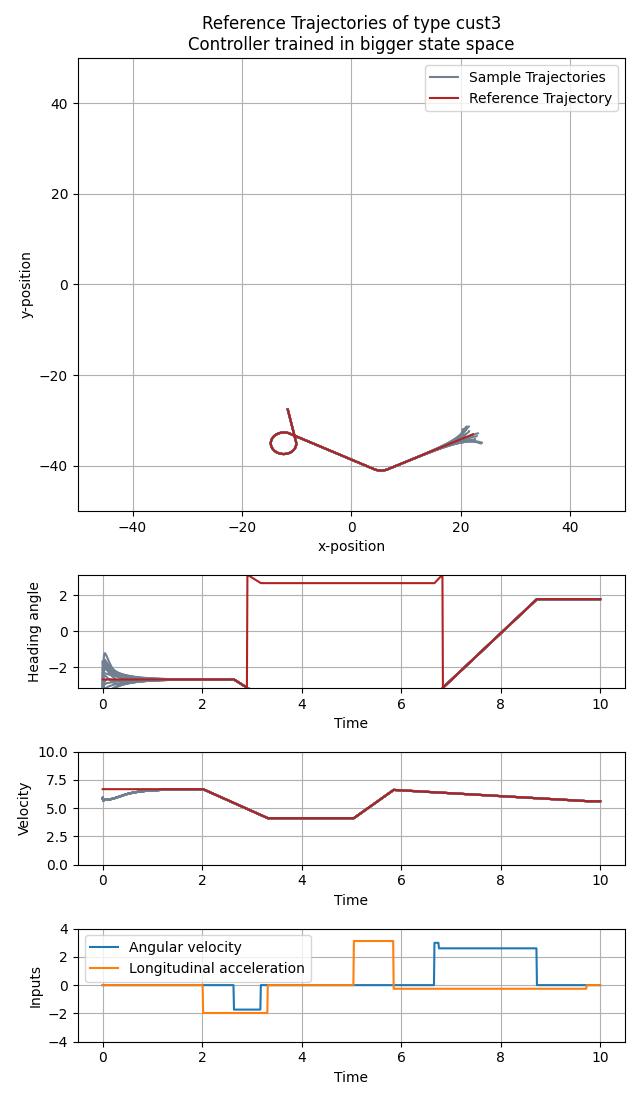 Reference Trajectories of type cust3
Controller trained in bigger state space
Sample Trajectories
Reference Trajectory
40
20
0
−20
−40
y-position
−40 −20 0 20 40
x-position
Heading angle
2
0
−2
0 2 4 6 8 10
Time
Velocity
10.0
7.5
5.0
2.5
0.0
0 2 4 6 8 10
Time
Inputs
4
2
0
−2
−4
Angular velocity
Longitudinal acceleration
0 2 4 6 8 10
Time